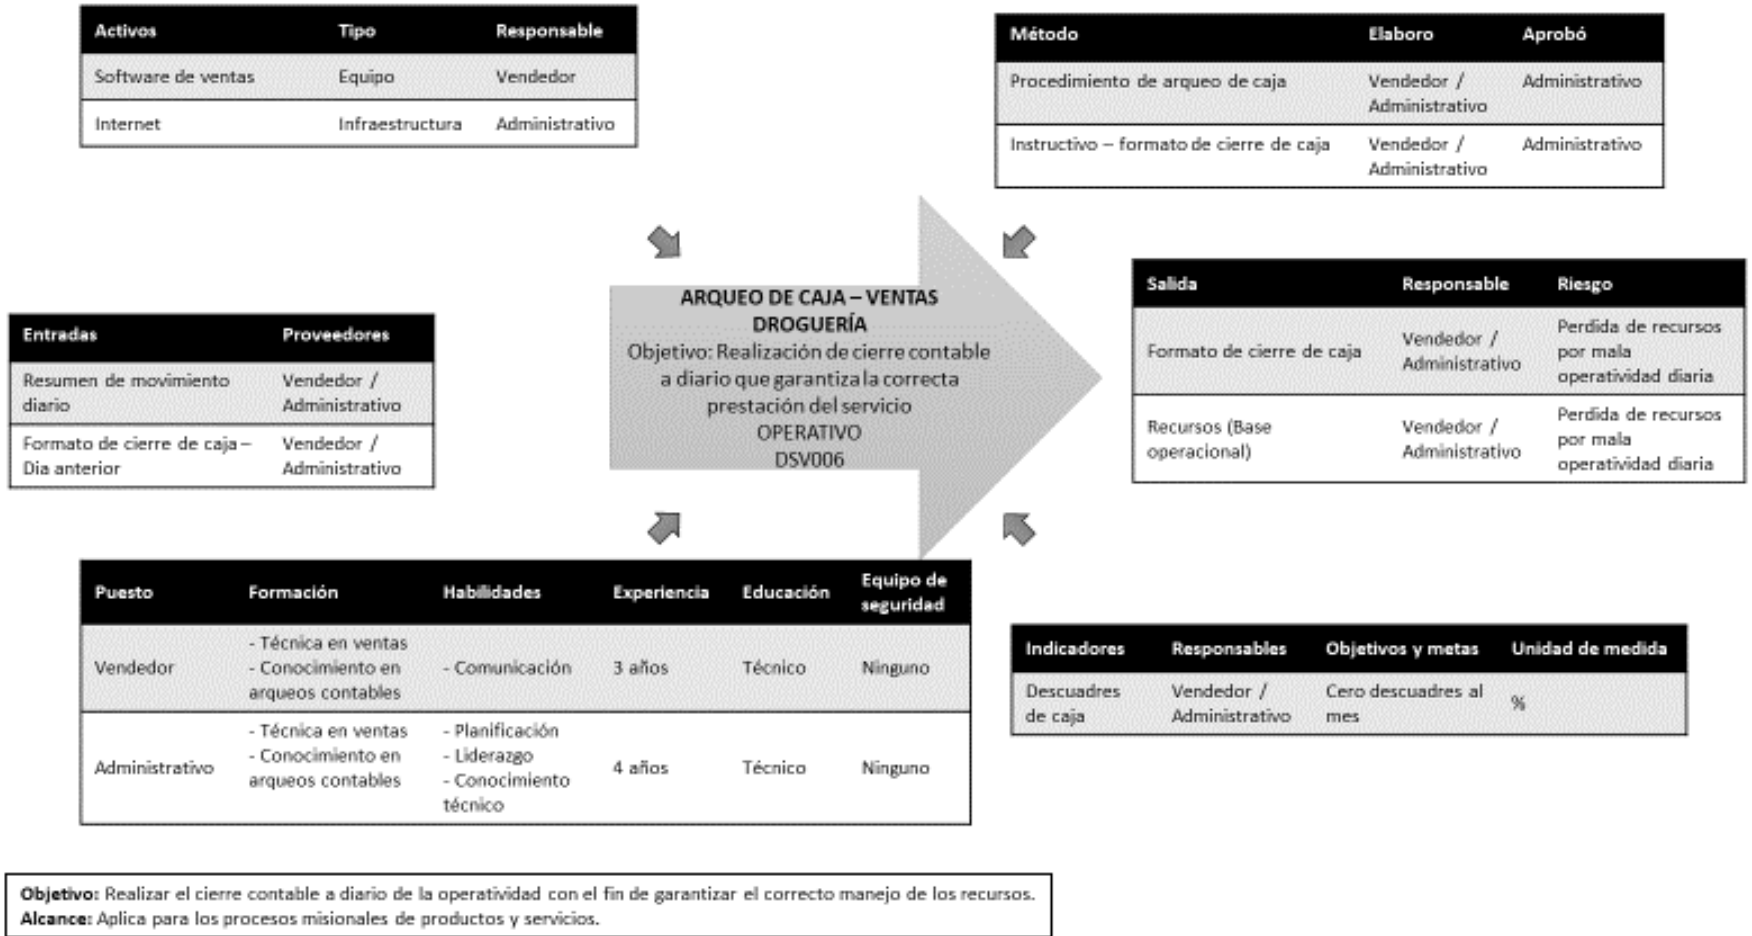 Activos Tipo Responsable
Software de ventas Equipo Vendedor
Internet Infraestructura Administrativo
Método Elaboro Aprobó
Procedimiento de arqueo de caja Vendedor / Administrativo
Administrativo
Instructivo – formato de cierre de caja Vendedor / Administrativo
Administrativo
ARQUEO DE CAJA – VENTAS
DROGUERÍA
Objetivo: Realización de cierre contable
a diario que garantiza la correcta
prestación del servicio
OPERATIVO
DSV006
Entradas Proveedores
Resumen de movimiento Vendedor /
diario Administrativo
Formato de cierre de caja – Vendedor /
Dia anterior Administrativo
Salida Responsable Riesgo
Perdida de recursos
Formato de cierre de caja Vendedor / por mala
Administrativo operatividad diaria
Perdida de recursos
Recursos (Base Vendedor / por mala
operacional) Administrativo operatividad diaria
Puesto Formación Habilidades Experiencia Educación Equipo de
seguridad
- Técnica en ventas
Vendedor - Conocimiento en - Comunicación 3 años Técnico Ninguno
arqueos contables
- Técnica en ventas - Planificación
- Conocimiento en - Liderazgo
Administrativo arqueos contables - Conocimiento 4 años Técnico Ninguno
técnico
Indicadores Responsables Objetivos y metas Unidad de medida
Descuadres Vendedor / Cero descuadres al %
de caja Administrativo mes
Objetivo: Realizar el cierre contable a diario de la operatividad con el fin de garantizar el correcto manejo de los recursos.
Alcance: Aplica para los procesos misionales de productos y servicios.